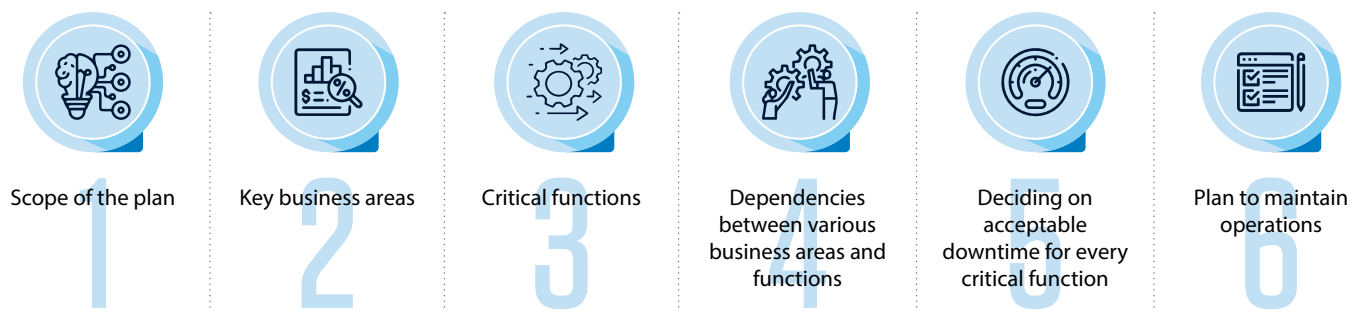 $
%
1
Scope of the plan
2
Key business areas
3
Critical functions
4
Dependencies
between various
business areas and
functions
5
Deciding on
acceptable
downtime for every
critical function
6
Plan to maintain
operations